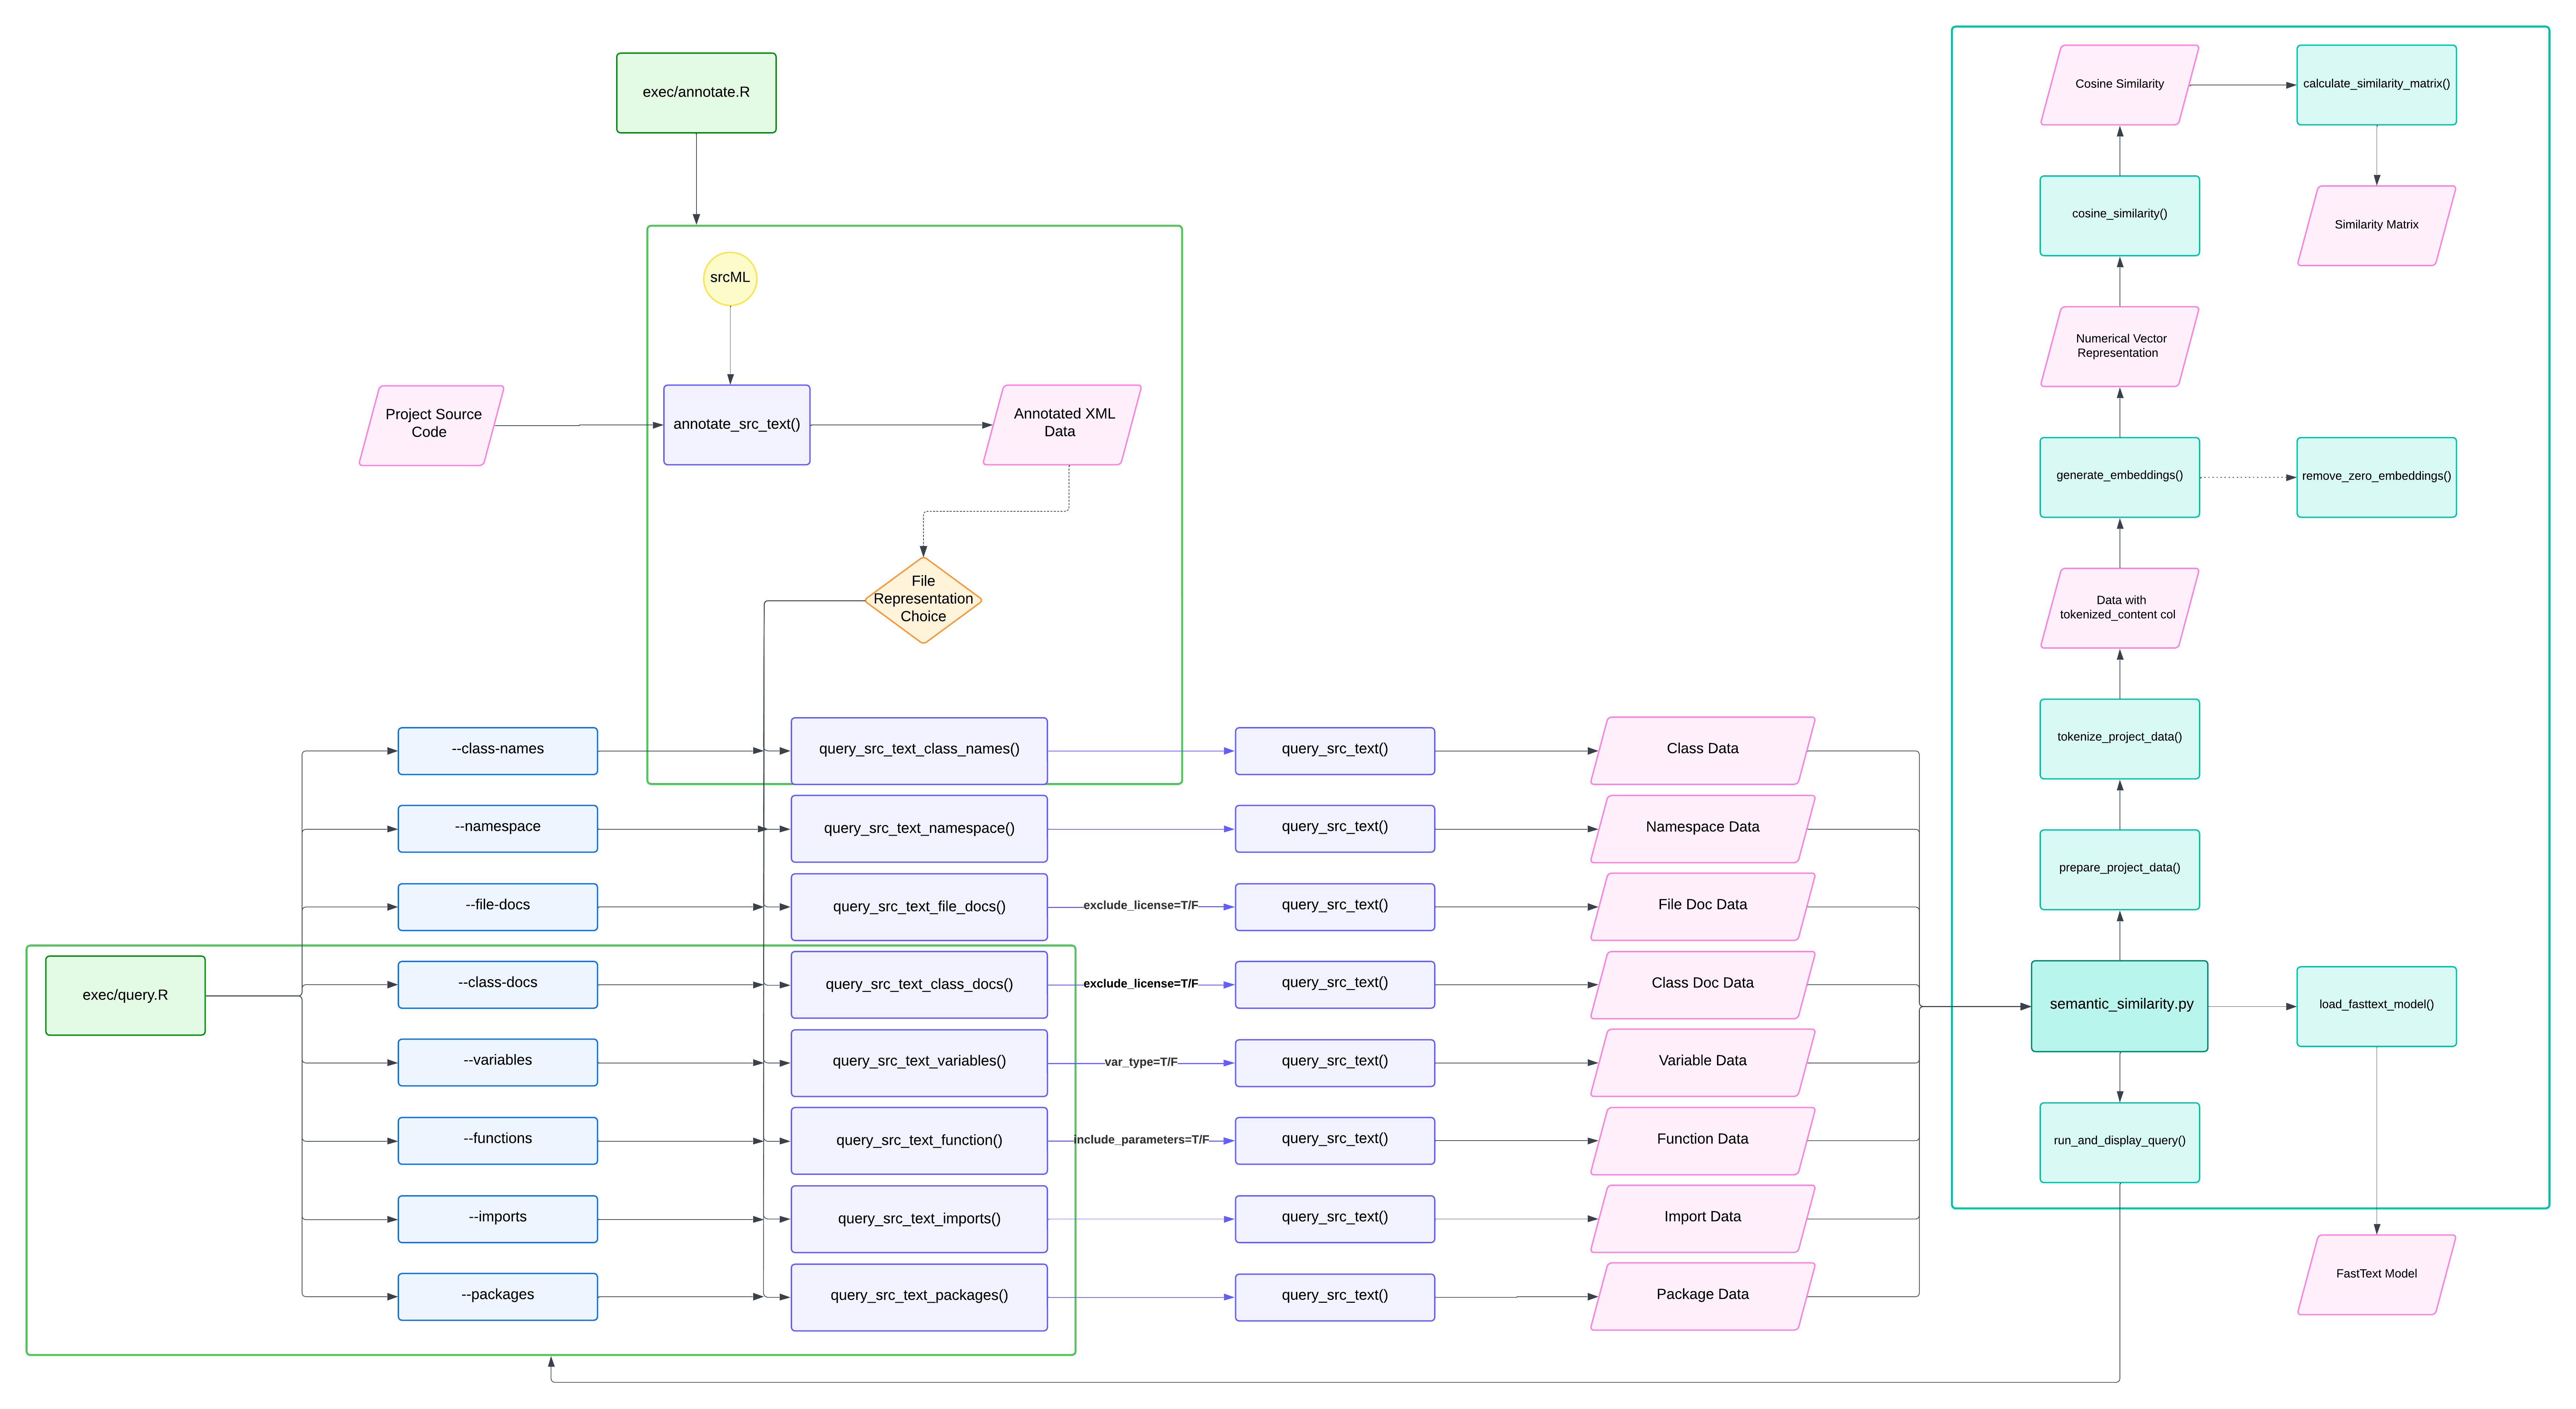 exec/annotate.R
srcML
Project Source
Code
annotate_src_text()
Annotated XML
Data
File
Representation
Choice
--class-names
query_src_text_class_names()
query_src_text()
Class Data
--namespace
query_src_text_namespace()
query_src_text()
Namespace Data
--file-docs
query_src_text_file_docs()
exclude_license=T/F
query_src_text()
File Doc Data
exec/query.R
--class-docs
query_src_text_class_docs()
exclude_license=T/F
query_src_text()
Class Doc Data
--variables
query_src_text_variables()
var_type=T/F
query_src_text()
Variable Data
--functions
query_src_text_function()
include_parameters=T/F
query_src_text()
Function Data
--imports
query_src_text_imports()
query_src_text()
Import Data
--packages
query_src_text_packages()
query_src_text()
Package Data
Cosine Similarity
calculate_similarity_matrix()
cosine_similarity()
Similarity Matrix
Numerical Vector
Representation
generate_embeddings()
remove_zero_embeddings()
Data with
tokenized_content col
tokenize_project_data()
prepare_project_data()
semantic_similarity.py
load_fasttext_model()
run_and_display_query()
FastText Model